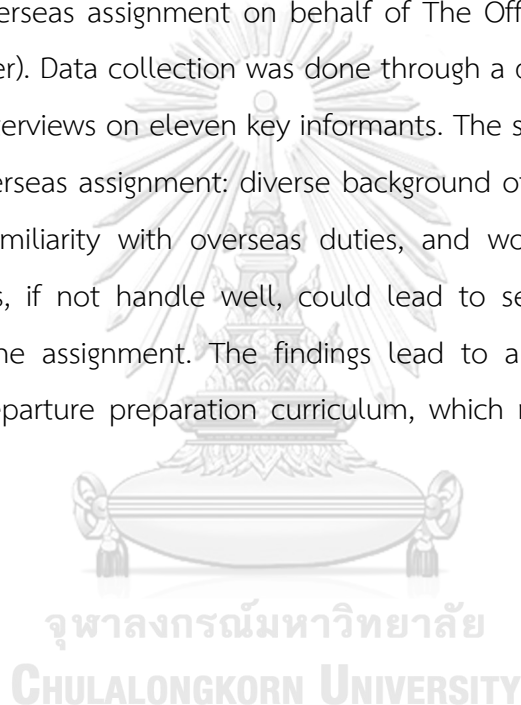 erseas assignment on behalf of The Off
er). Data collection was done through a
erviews on eleven key informants. The s
erseas assignment: diverse background of
miliarity with overseas duties, and wo
s, if not handle well, could lead to se
ne assignment. The findings lead to a
eparture preparation curriculum, which
จุฬาลงกรณ์มหาวิทยาลัย
CHULALONGKORN UNIVERSITY